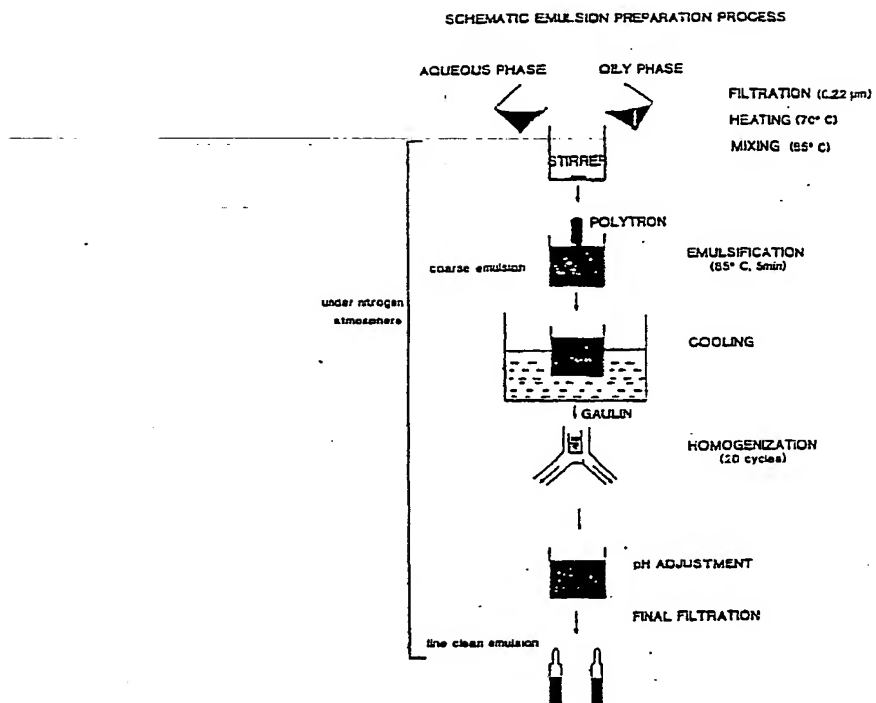 SCHEMATIC EMULSION PREPARATION PROCESS
AQUEOUS PHASE
OILY PHASE
FILTRATION (0.22 µm)
HEATING (70° C)
MIXING (85° C)
STIRRER
POLYTRON
coarse emulsion
EMULSIFICATION
(85° C, 5min)
under nitrogen
atmosphere
COOLING
GAULIN
HOMOGENIZATION
(20 cycles)
pH ADJUSTMENT
FINAL FILTRATION
fine clean emulsion